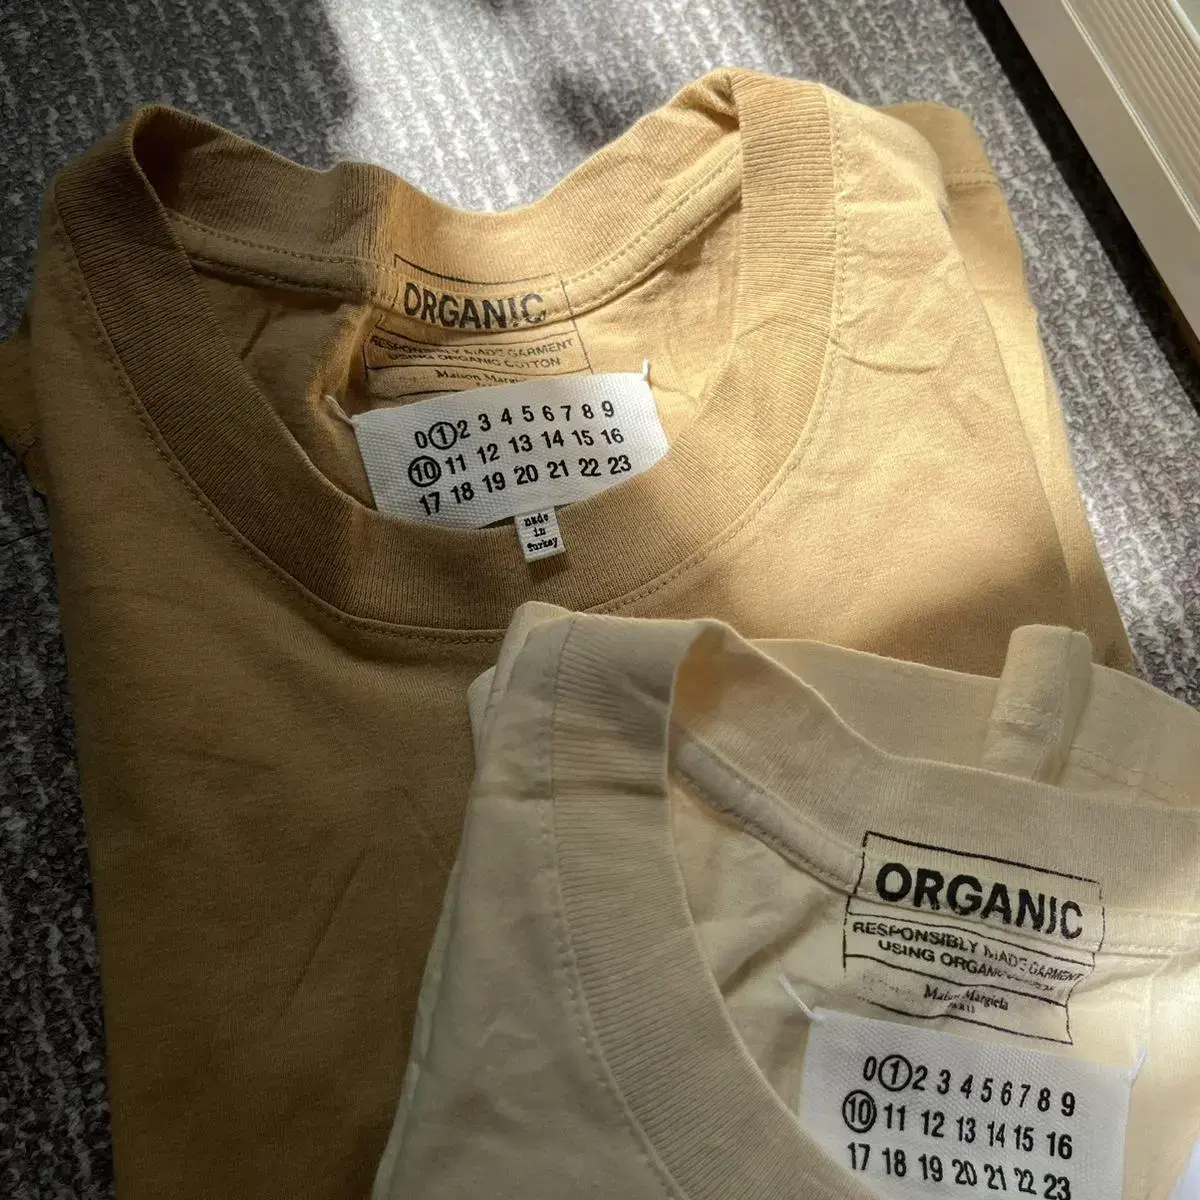 ORGANIC
RESPONSIBLY MADE GARMENT
USING ORGANIC COTTON
Maison
0 1 2 3 4 5 6 7 8 9
10 11 12 13 14 15 16
17 18 19 20 21 22 23
made
in
Turkey
ORGANIC
RESPONSIBLY MADE GARMENT
USING ORGANIC
Maison Margiela
PARIS
0 1 2 3 4 5 6 7 8 9
10 11 12 13 14 15 16
17 18 19 20 21 22 23